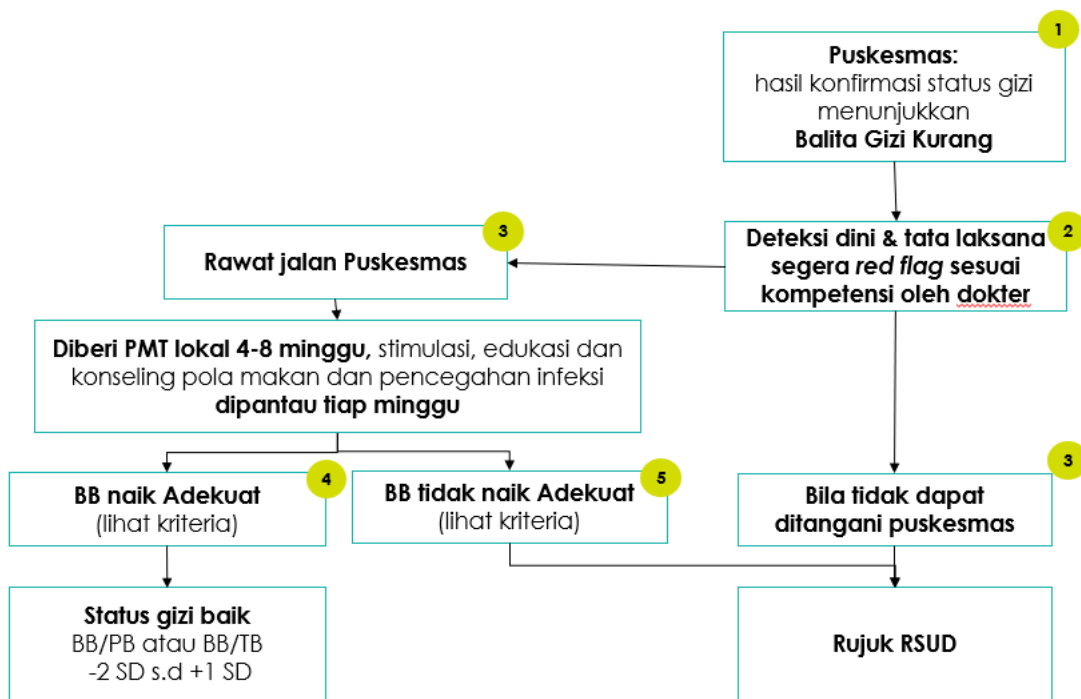 1
Puskesmas:
hasil konfirmasi status gizi
menunjukkan
Balita Gizi Kurang
2
Deteksi dini & tata laksana
segera red flag sesuai
kompetensi oleh dokter
3
Rawat jalan Puskesmas
Diberi PMT lokal 4-8 minggu, stimulasi, edukasi dan
konseling pola makan dan pencegahan infeksi
dipantau tiap minggu
4
BB naik Adekuat
(lihat kriteria)
5
BB tidak naik Adekuat
(lihat kriteria)
3
Bila tidak dapat
ditangani puskesmas
Status gizi baik
BB/PB atau BB/TB
-2 SD s.d +1 SD
Rujuk RSUD